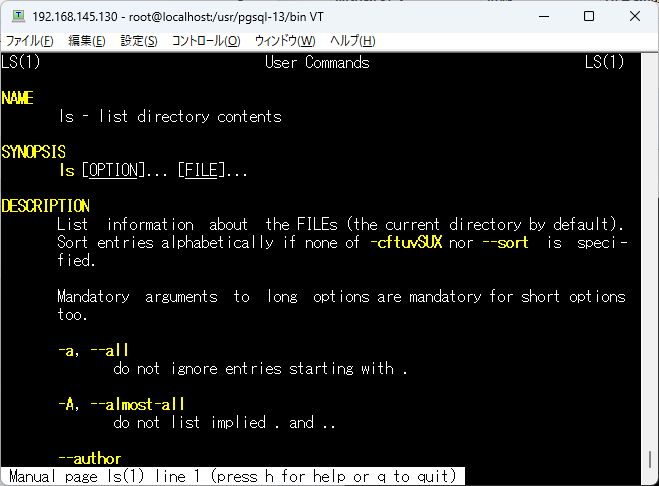 192.168.145.130 - root@localhost:/usr/pgsql-13/bin VT
ファイル(F) 編集(E) 設定(S) コントロール(O) ウィンドウ(W) ヘルプ(H)
LS(1) User Commands LS(1)
NAME
ls - list directory contents
SYNOPSIS
ls [OPTION]... [FILE]...
DESCRIPTION
List information about the FILEs (the current directory by default).
Sort entries alphabetically if none of -cftuvSUX nor --sort is speci-
fied.
Mandatory arguments to long options are mandatory for short options
too.
-a, --all
do not ignore entries starting with .
-A, --almost-all
do not list implied . and ..
--author
Manual page ls(1) line 1 (press h for help or q to quit)